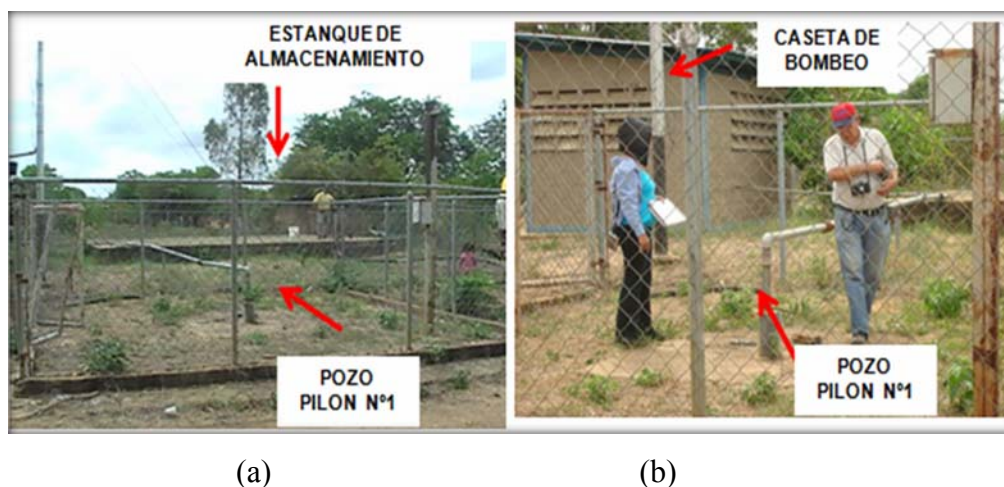 ESTANQUE DE
ALMACENAMIENTO
POZO
PILON Nº1
CASETA DE
BOMBEO
POZO
PILON Nº1
(a)
(b)